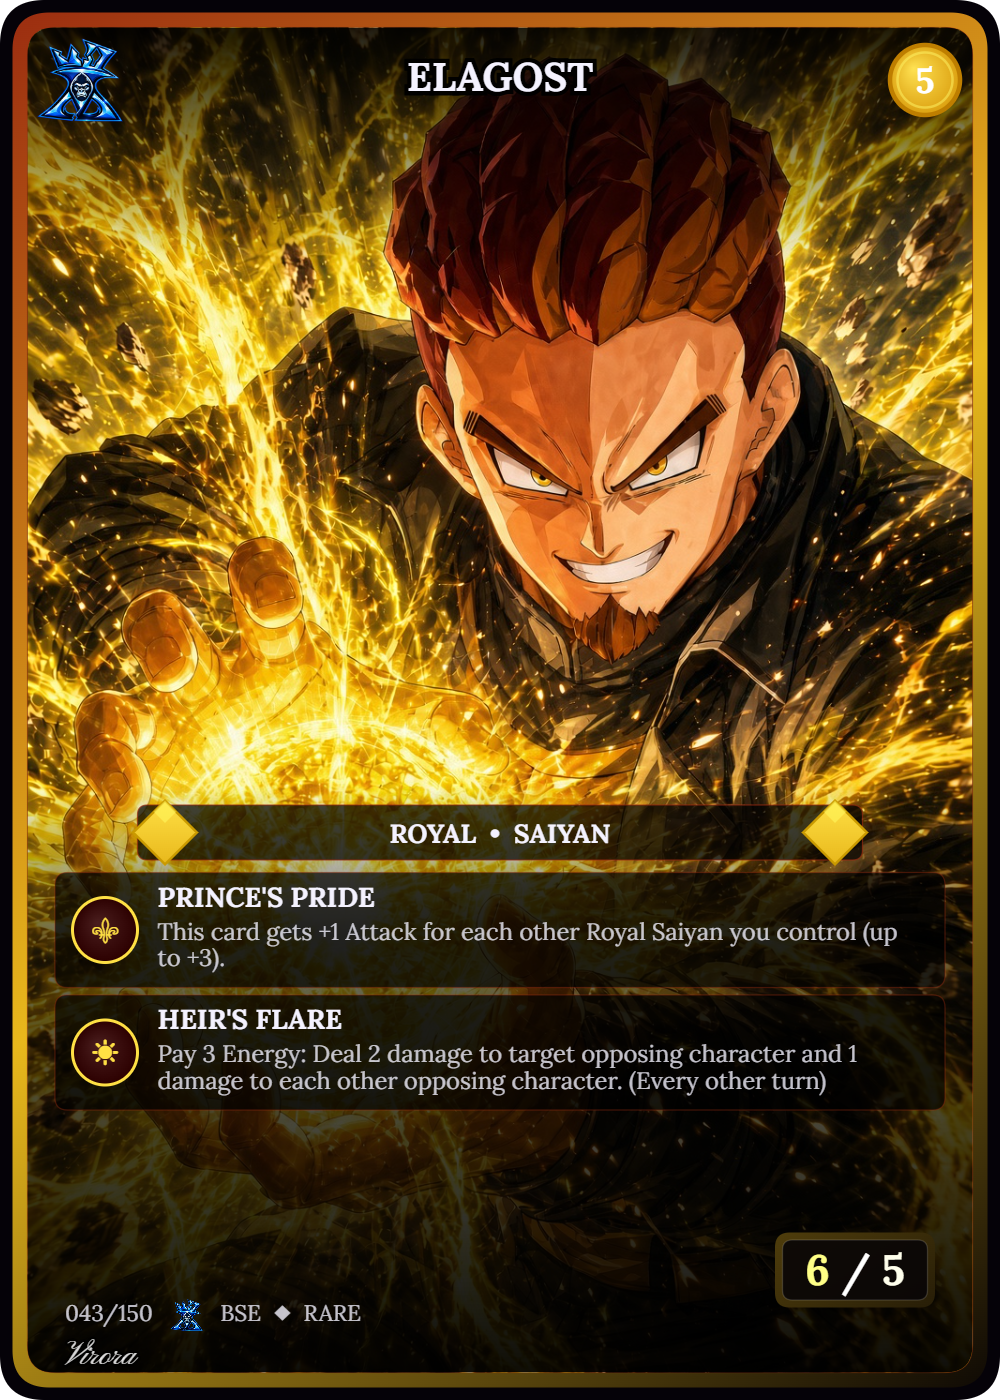 ELAGOST
5
ROYAL • SAIYAN
PRINCE'S PRIDE
This card gets +1 Attack for each other Royal Saiyan you control (up
to +3).
HEIR'S FLARE
Pay 3 Energy: Deal 2 damage to target opposing character and 1
damage to each other opposing character. (Every other turn)
6 / 5
043/150 BSE ◆ RARE
Virora